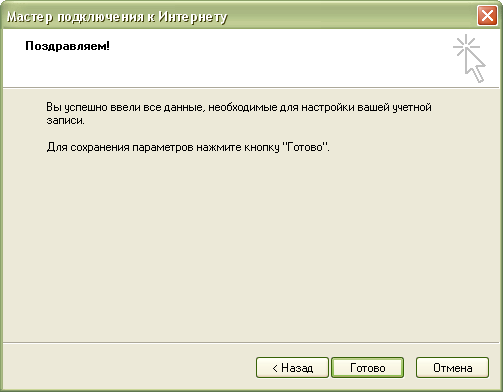 Мастер подключения к Интернету
Поздравляем!
Вы успешно ввели все данные, необходимые для настройки вашей учетной
записи.
Для сохранения параметров нажмите кнопку "Готово".
< Назад
Готово
Отмена